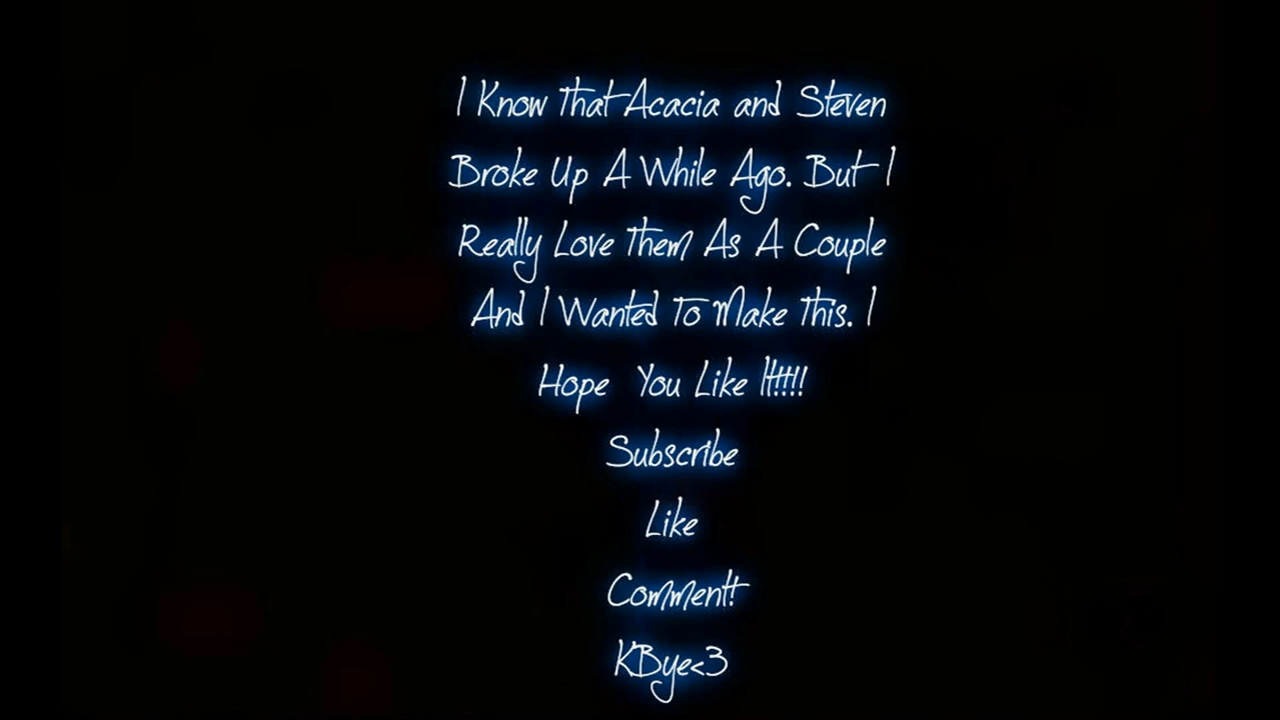 I Know That Acacia and Steven
Broke Up A While Ago. But I
Really Love Them As A Couple
And I Wanted To Make This. I
Hope You Like It!!!!
Subscribe
Like
Comment!
KBye<3